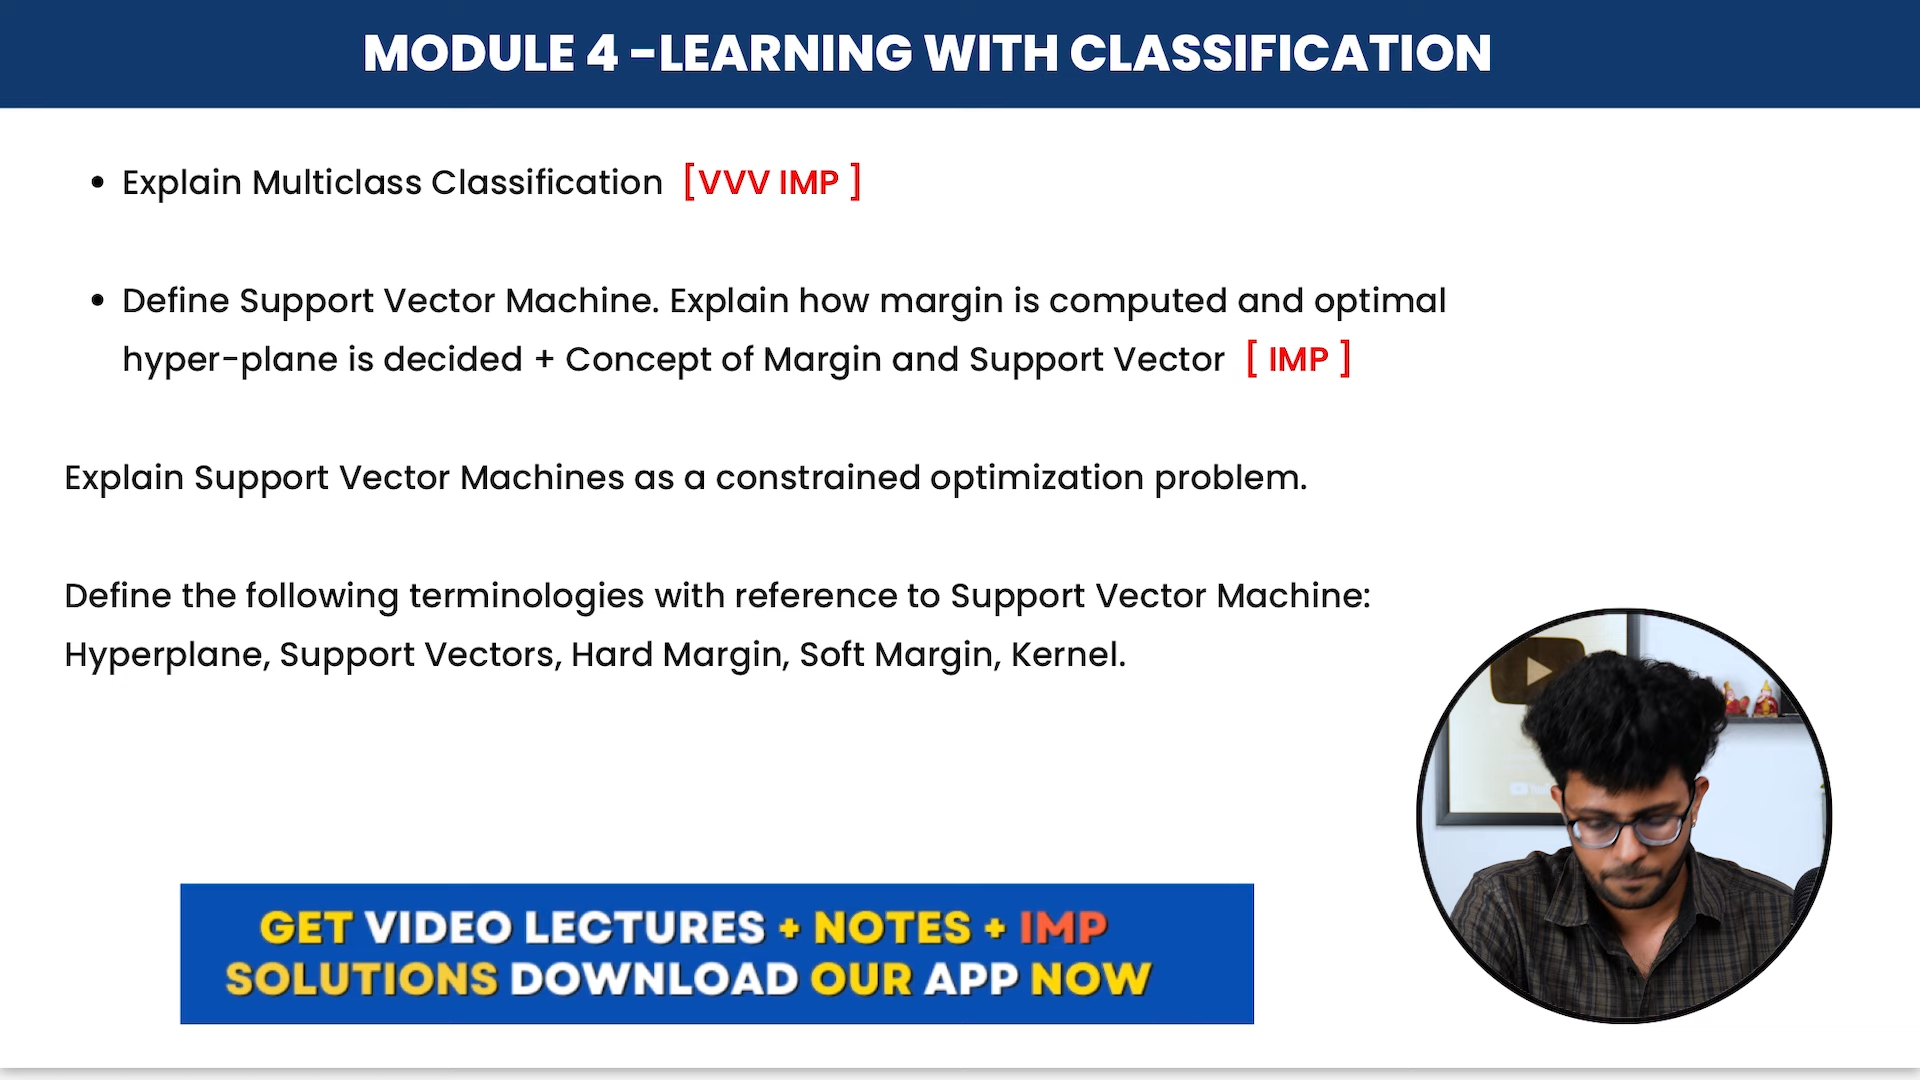 MODULE 4 -LEARNING WITH CLASSIFICATION
• Explain Multiclass Classification [VVV IMP ]
• Define Support Vector Machine. Explain how margin is computed and optimal
hyper-plane is decided + Concept of Margin and Support Vector [ IMP ]
Explain Support Vector Machines as a constrained optimization problem.
Define the following terminologies with reference to Support Vector Machine:
Hyperplane, Support Vectors, Hard Margin, Soft Margin, Kernel.
GET VIDEO LECTURES + NOTES + IMP
SOLUTIONS DOWNLOAD OUR APP NOW